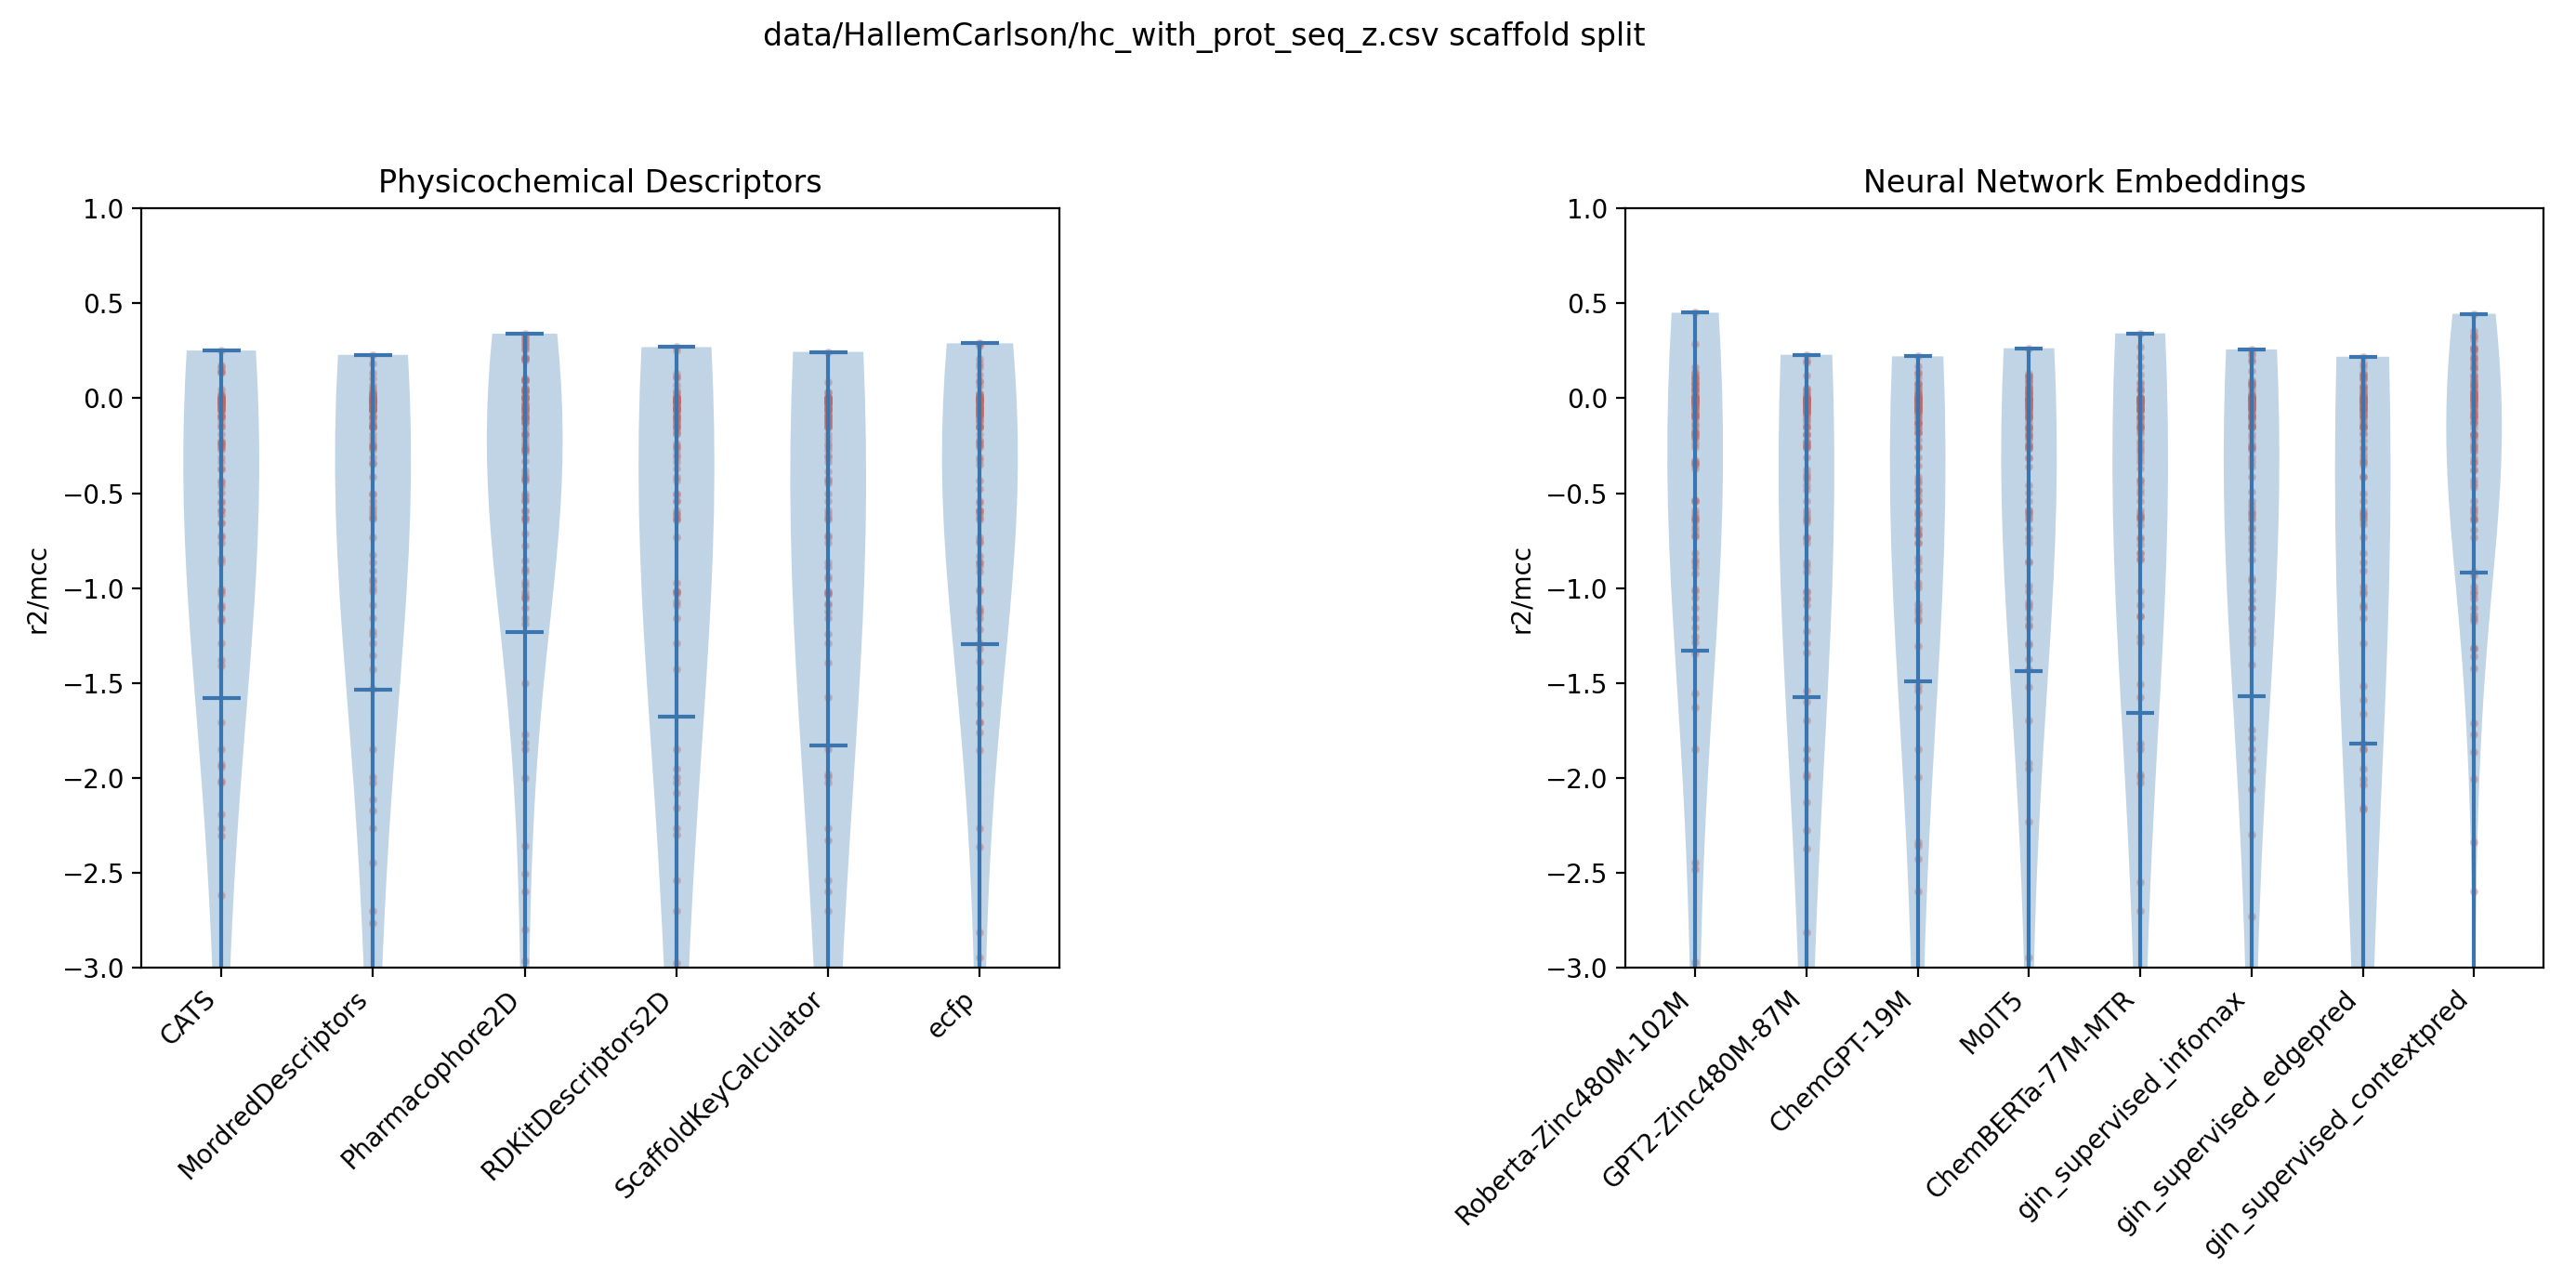 data/HallemCarlson/hc_with_prot_seq_z.csv scaffold split
Physicochemical Descriptors
1.0
0.5
0.0
−0.5
−1.0
−1.5
−2.0
−2.5
−3.0
r2/mcc
CATS
MordredDescriptors
Pharmacophore2D
RDKitDescriptors2D
ScaffoldKeyCalculator
ecfp
Neural Network Embeddings
1.0
0.5
0.0
−0.5
−1.0
−1.5
−2.0
−2.5
−3.0
r2/mcc
Roberta-Zinc480M-102M
GPT2-Zinc480M-87M
ChemGPT-19M
MolT5
ChemBERTa-77M-MTR
gin_supervised_infomax
gin_supervised_edgepred
gin_supervised_contextpred